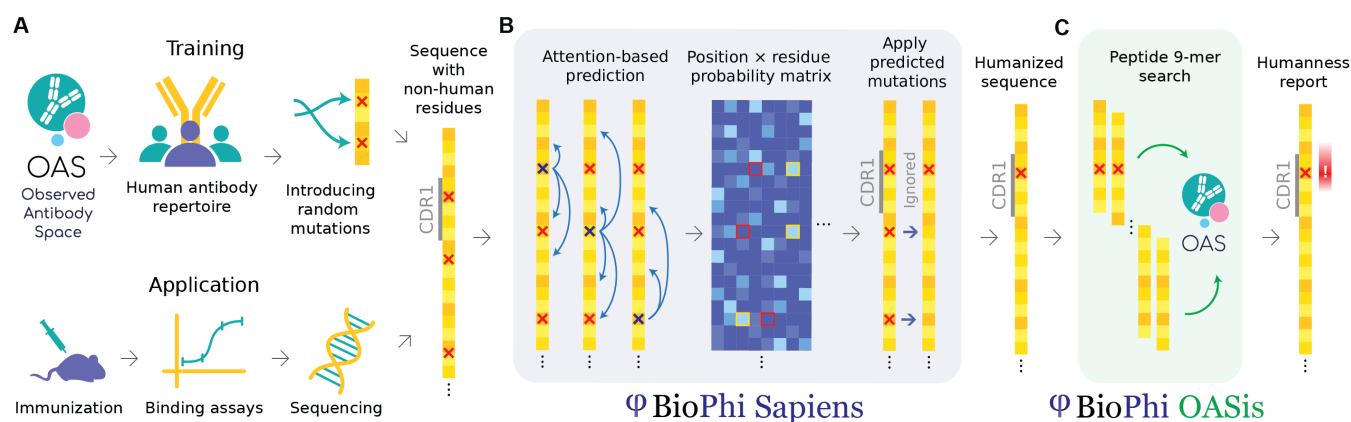 A
Training
OAS
Observed
Antibody
Space
Human antibody
repertoire
Introducing
random
mutations
Application
Immunization
Binding assays
Sequencing
Sequence
with
non-human
residues
CDR1
⋮
B
Attention-based
prediction
Position × residue
probability matrix
Apply
predicted
mutations
CDR1
Ignored
...
φ BioPhi Sapiens
Humanized
sequence
CDR1
C
Peptide 9-mer
search
OAS
Humanness
report
CDR1
!
φ BioPhi OASis